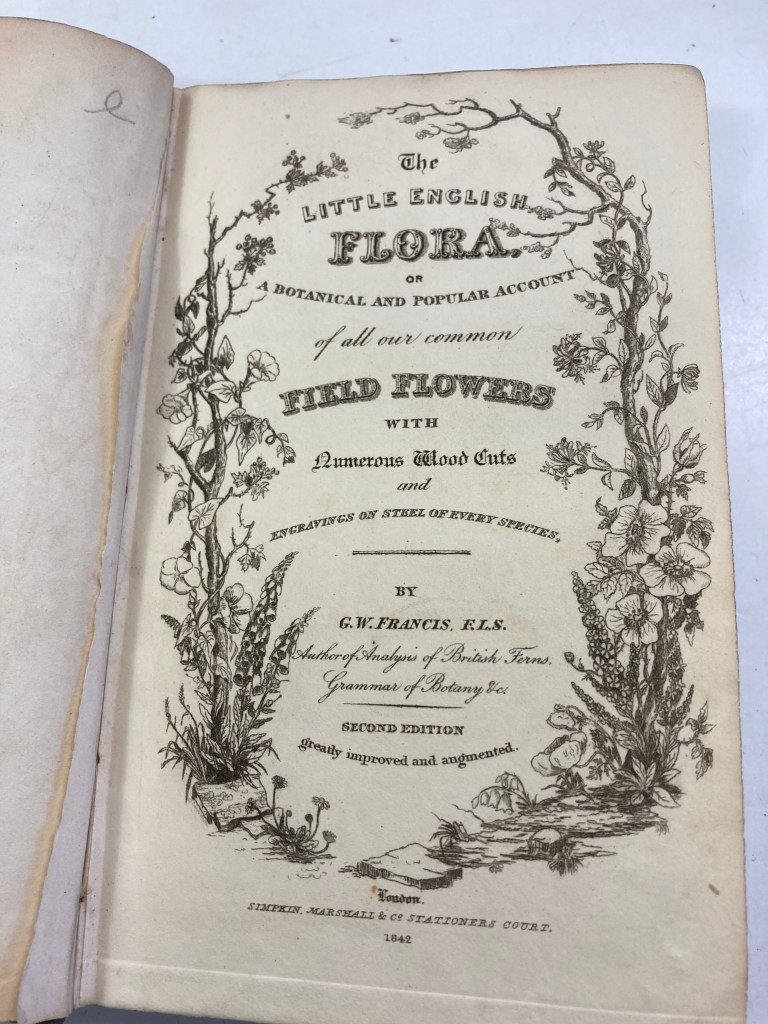 e
The
LITTLE ENGLISH
FLORA,
OR
A BOTANICAL AND POPULAR ACCOUNT
of all our common
FIELD FLOWERS
WITH
Numerous Wood Cuts
and
ENGRAVINGS ON STEEL OF EVERY SPECIES,
BY
G. W. FRANCIS, F.L.S.
Author of Analysis of British Ferns.
Grammar of Botany &c.
SECOND EDITION
greatly improved and augmented.
London.
SIMPKIN, MARSHALL & Co. STATIONERS COURT.
1842